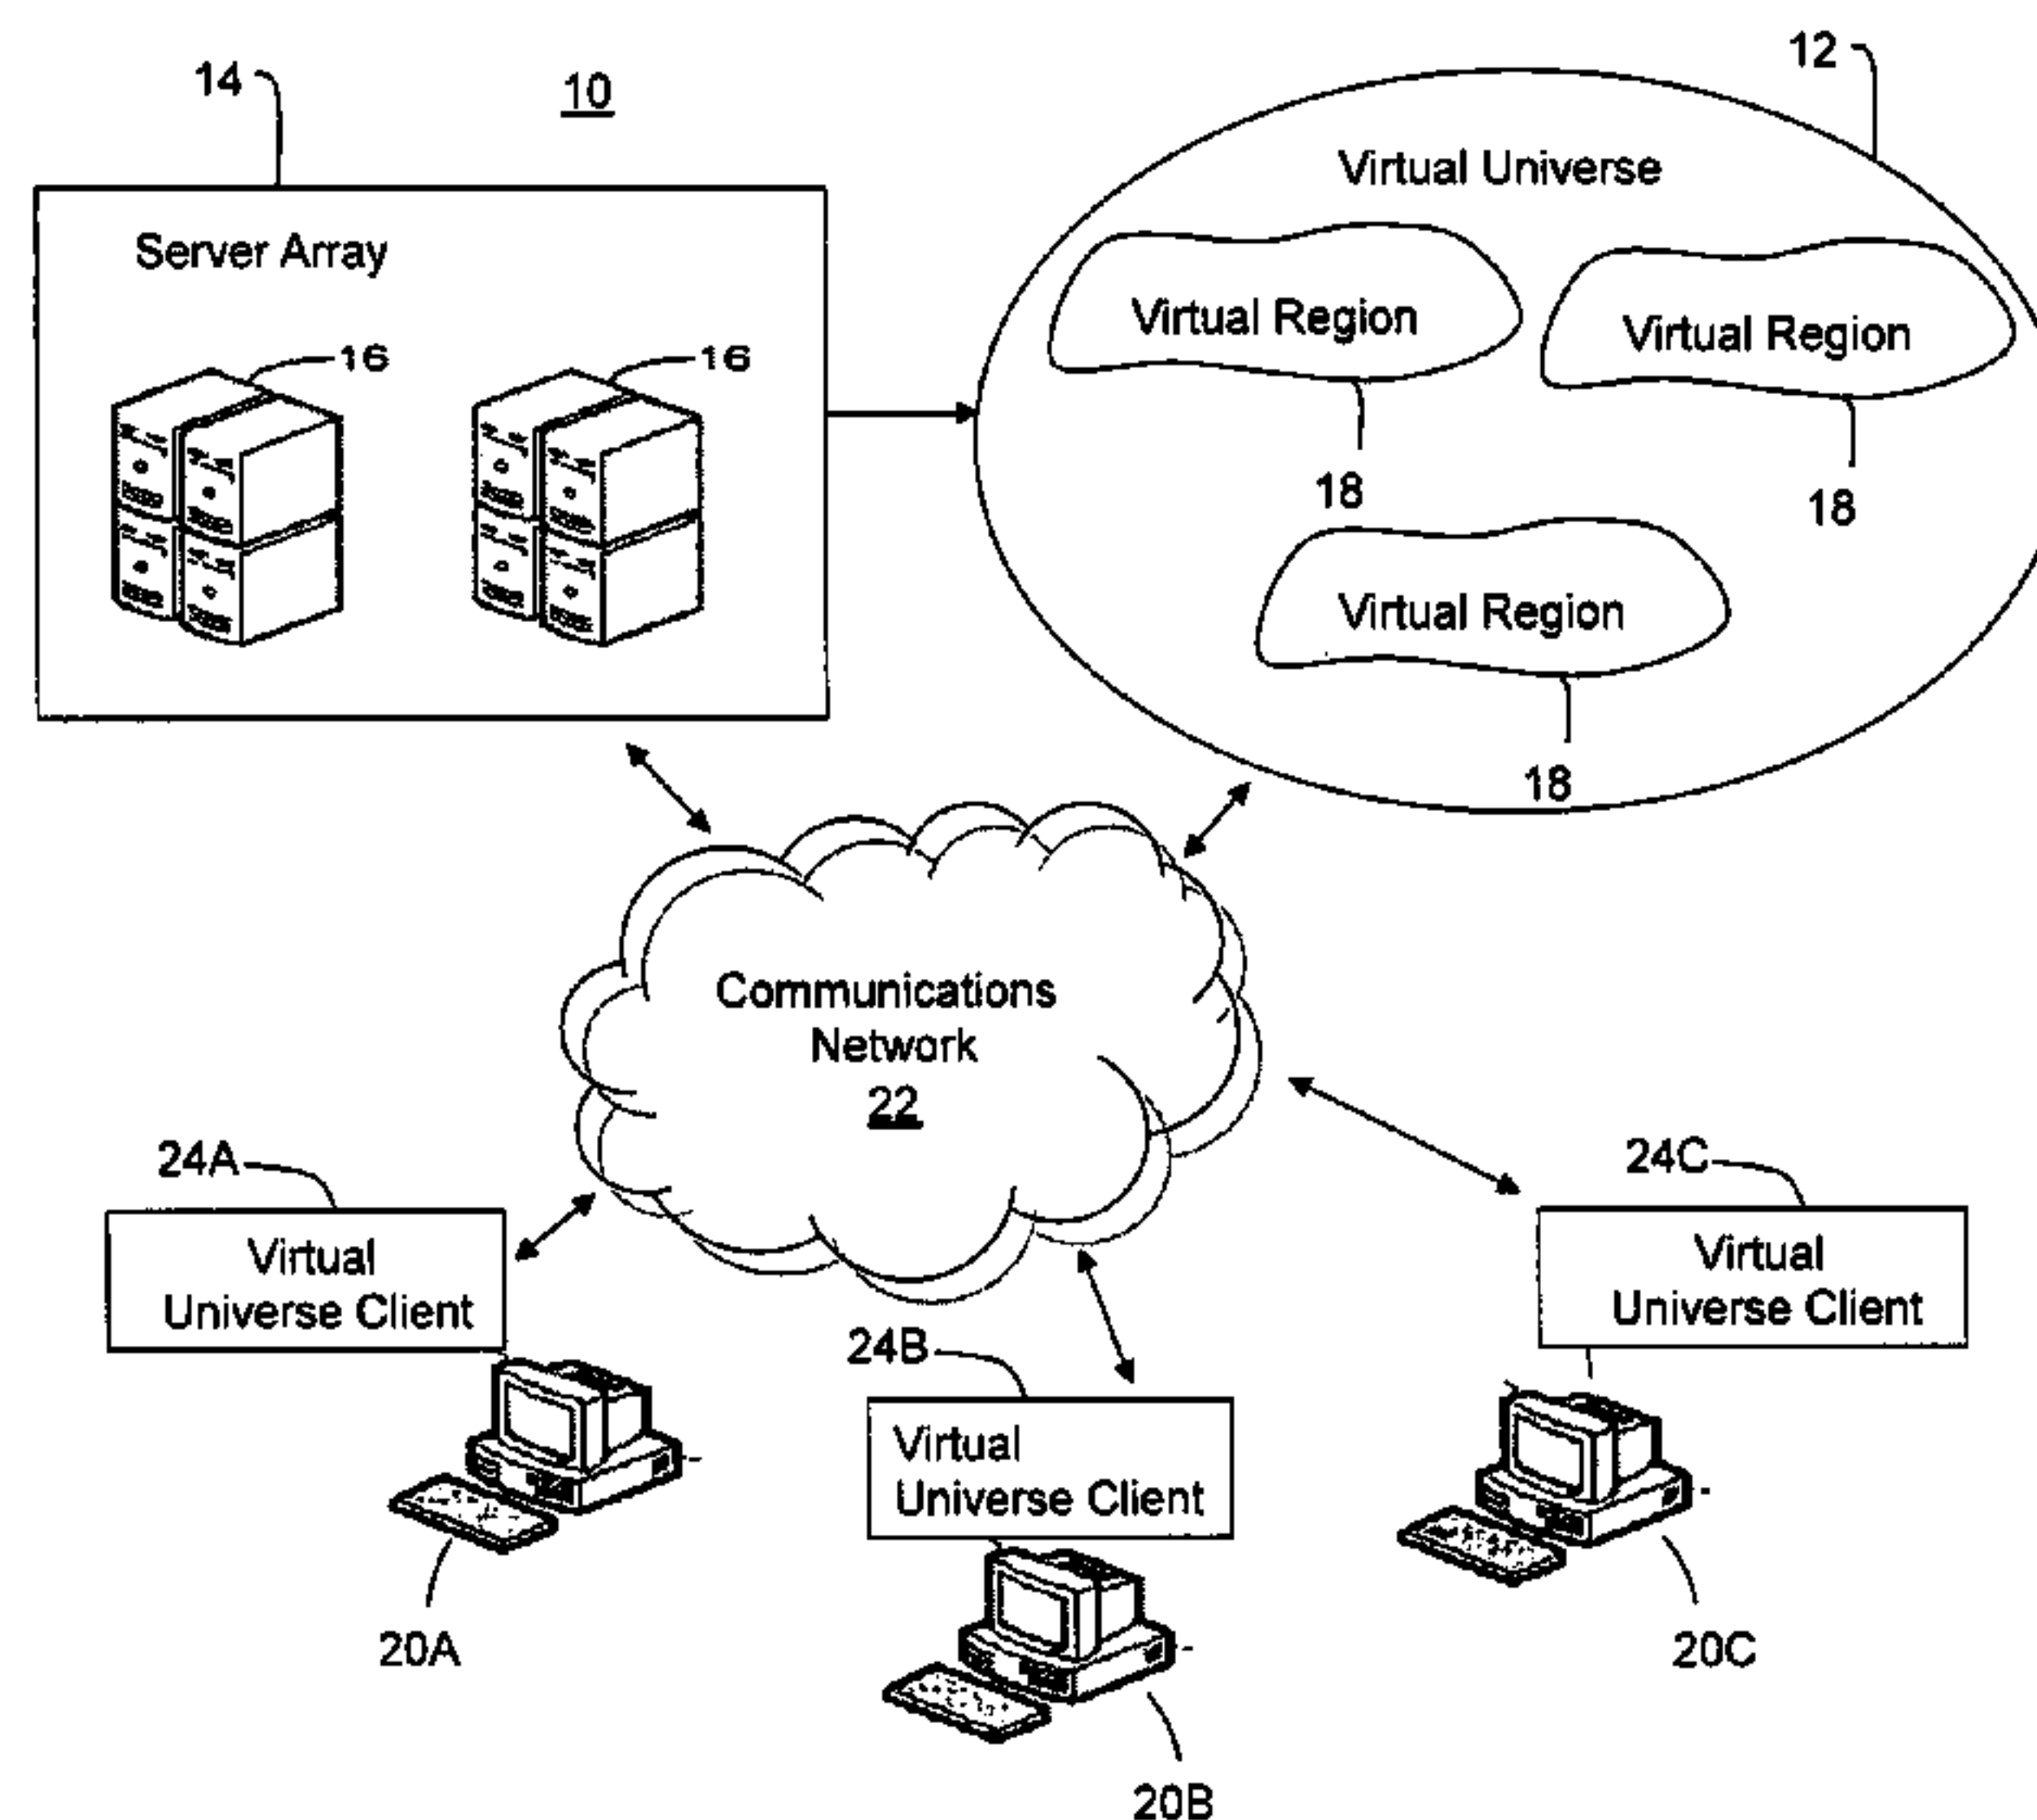 14
10
12
Server Array
16
16
Virtual Universe
Virtual Region
18
Virtual Region
18
Virtual Region
18
Communications
Network
22
24A
Virtual
Universe Client
20A
24B
Virtual
Universe Client
20B
24C
Virtual
Universe Client
20C